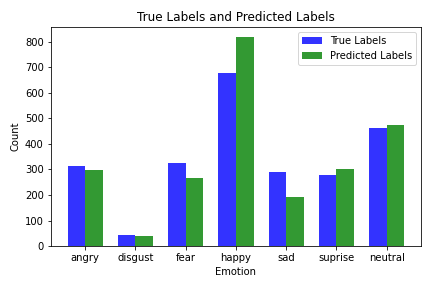 True Labels and Predicted Labels
True Labels
Predicted Labels
Count
800
700
600
500
400
300
200
100
0
angry disgust fear happy sad suprise neutral
Emotion